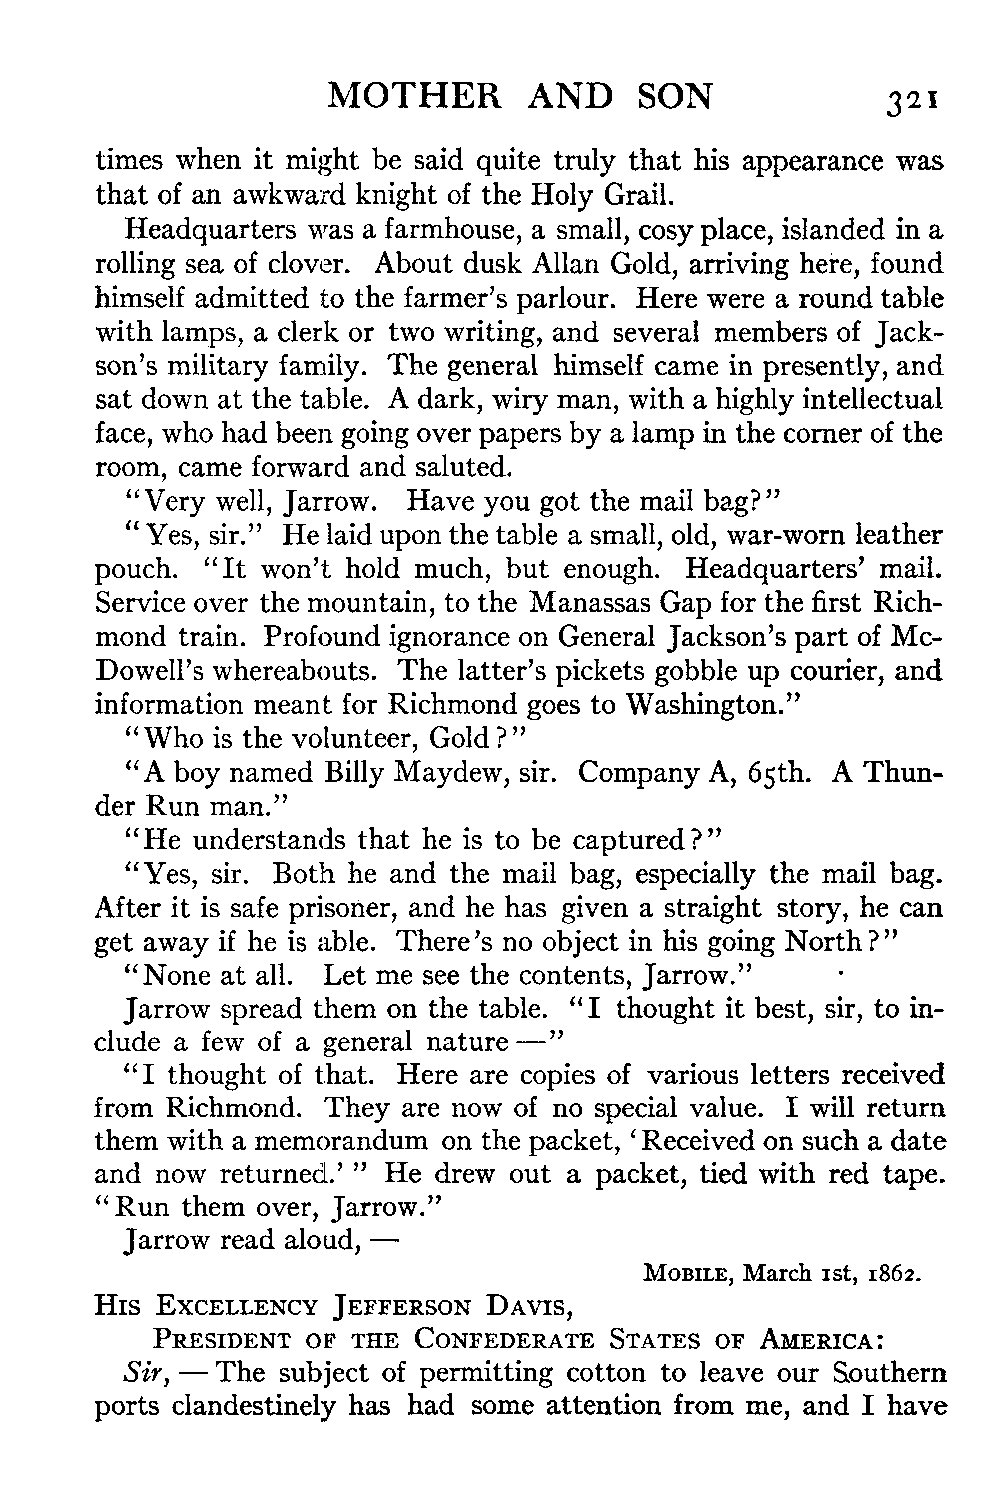 MOTHER AND SON 321
times when it might be said quite truly that his appearance was
that of an awkward knight of the Holy Grail.
Headquarters was a farmhouse, a small, cosy place, islanded in a
rolling sea of clover. About dusk Allan Gold, arriving here, found
himself admitted to the farmer's parlour. Here were a round table
with lamps, a clerk or two writing, and several members of Jack-
son's military family. The general himself came in presently, and
sat down at the table. A dark, wiry man, with a highly intellectual
face, who had been going over papers by a lamp in the corner of the
room, came forward and saluted.
"Very well, Jarrow. Have you got the mail bag?"
"Yes, sir." He laid upon the table a small, old, war-worn leather
pouch. "It won't hold much, but enough. Headquarters' mail.
Service over the mountain, to the Manassas Gap for the first Rich-
mond train. Profound ignorance on General Jackson's part of Mc-
Dowell's whereabouts. The latter's pickets gobble up courier, and
information meant for Richmond goes to Washington."
"Who is the volunteer, Gold?"
"A boy named Billy Maydew, sir. Company A, 65th. A Thun-
der Run man."
"He understands that he is to be captured?"
"Yes, sir. Both he and the mail bag, especially the mail bag.
After it is safe prisoner, and he has given a straight story, he can
get away if he is able. There's no object in his going North?"
"None at all. Let me see the contents, Jarrow."
Jarrow spread them on the table. "I thought it best, sir, to in-
clude a few of a general nature —"
"I thought of that. Here are copies of various letters received
from Richmond. They are now of no special value. I will return
them with a memorandum on the packet, 'Received on such a date
and now returned.' " He drew out a packet, tied with red tape.
"Run them over, Jarrow."
Jarrow read aloud, —
MOBILE, March 1st, 1862.
HIS EXCELLENCY JEFFERSON DAVIS,
PRESIDENT OF THE CONFEDERATE STATES OF AMERICA:
Sir, — The subject of permitting cotton to leave our Southern
ports clandestinely has had some attention from me, and I have